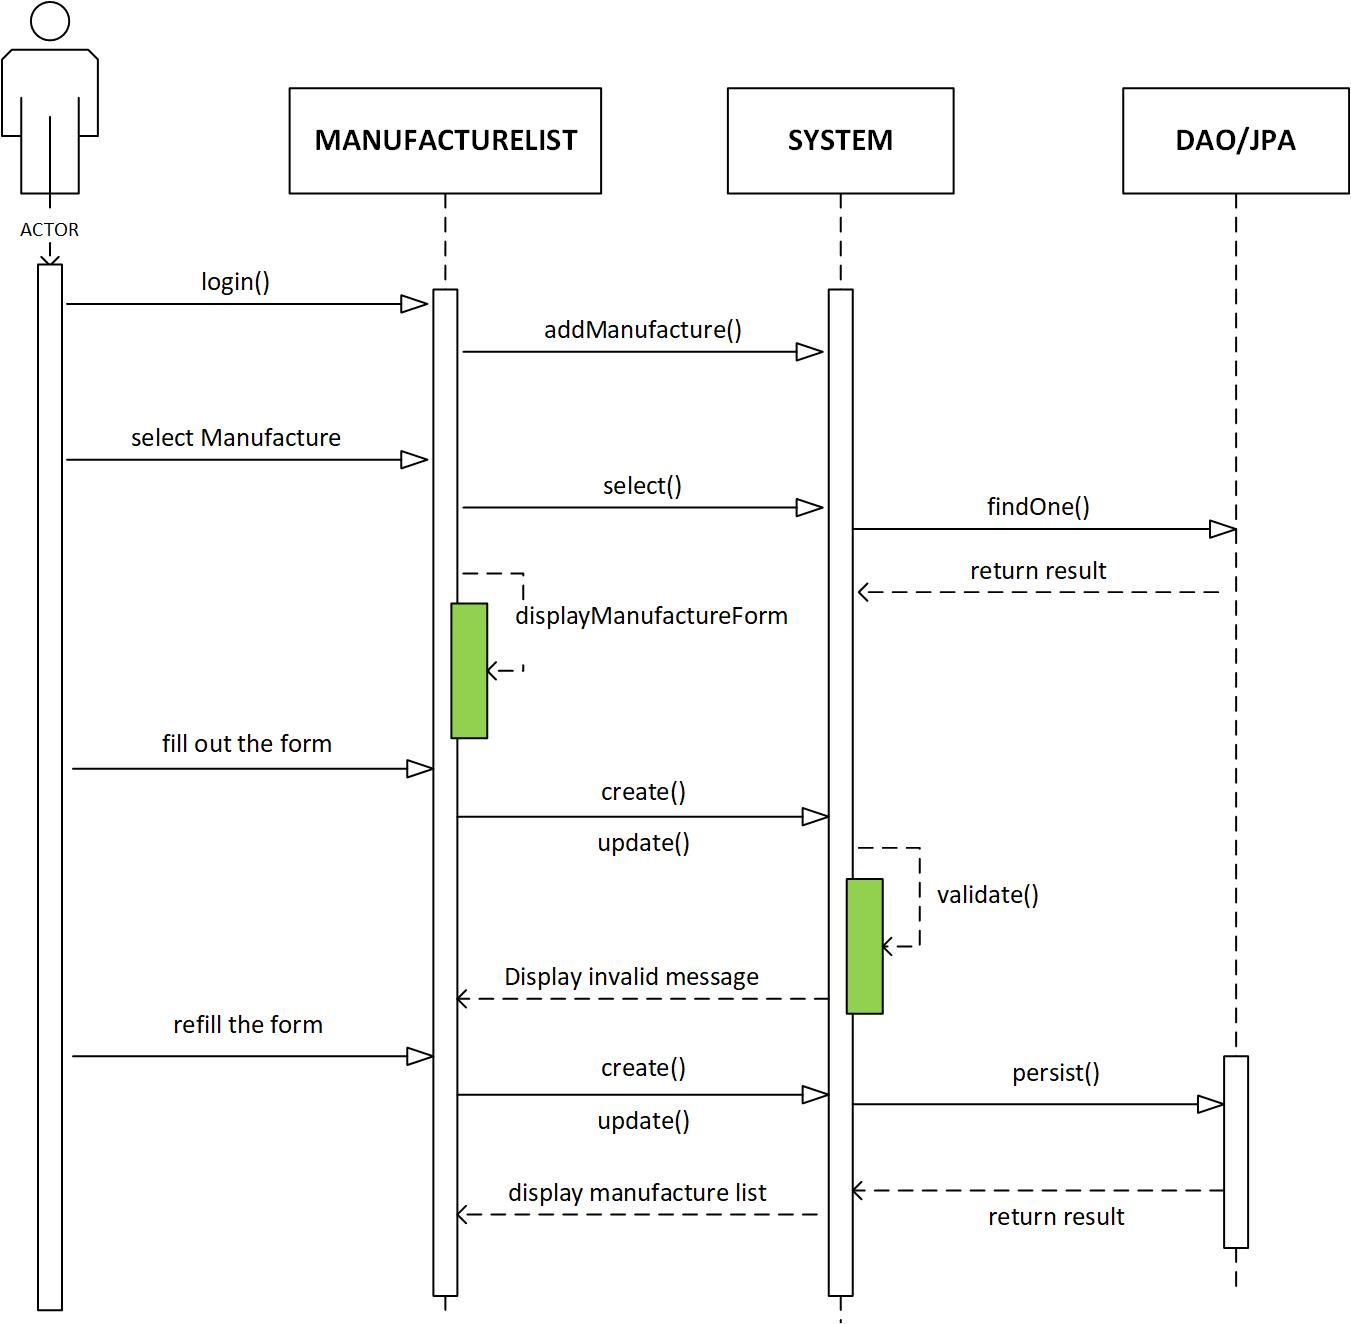 MANUFACTURELIST
SYSTEM
DAO/JPA
ACTOR
login()
addManufacture()
select Manufacture
select()
findOne()
return result
displayManufactureForm
fill out the form
create()
update()
validate()
Display invalid message
refill the form
create()
persist()
update()
display manufacture list
return result